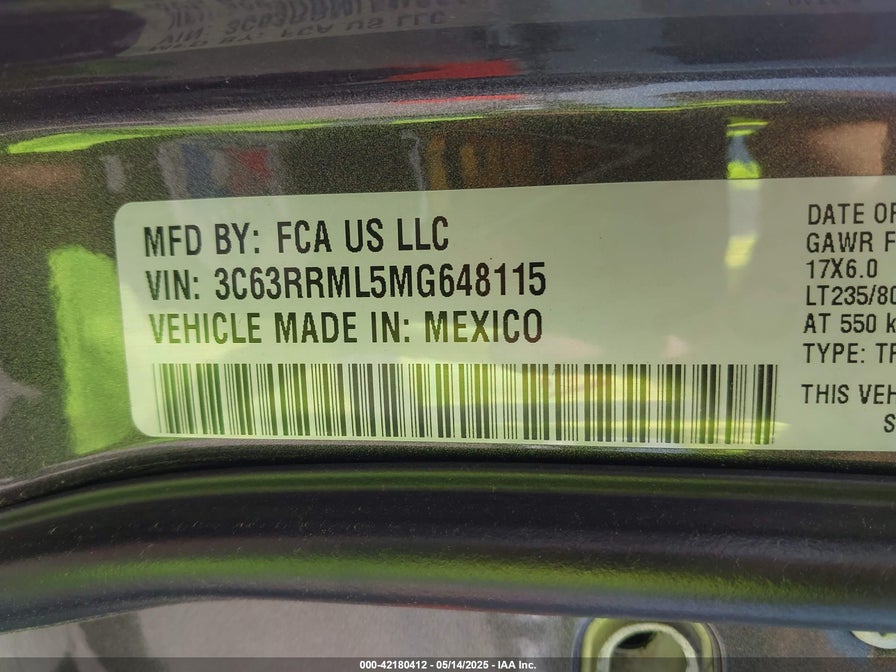 MFD BY: FCA US LLC
VIN: 3C63RRML5MG648115
VEHICLE MADE IN: MEXICO
DATE OF
GAWR F
17X6.0
LT235/80
AT 550 k
TYPE: TR
THIS VEH
S
000-42180412 — 05/14/2025 — IAA Inc.